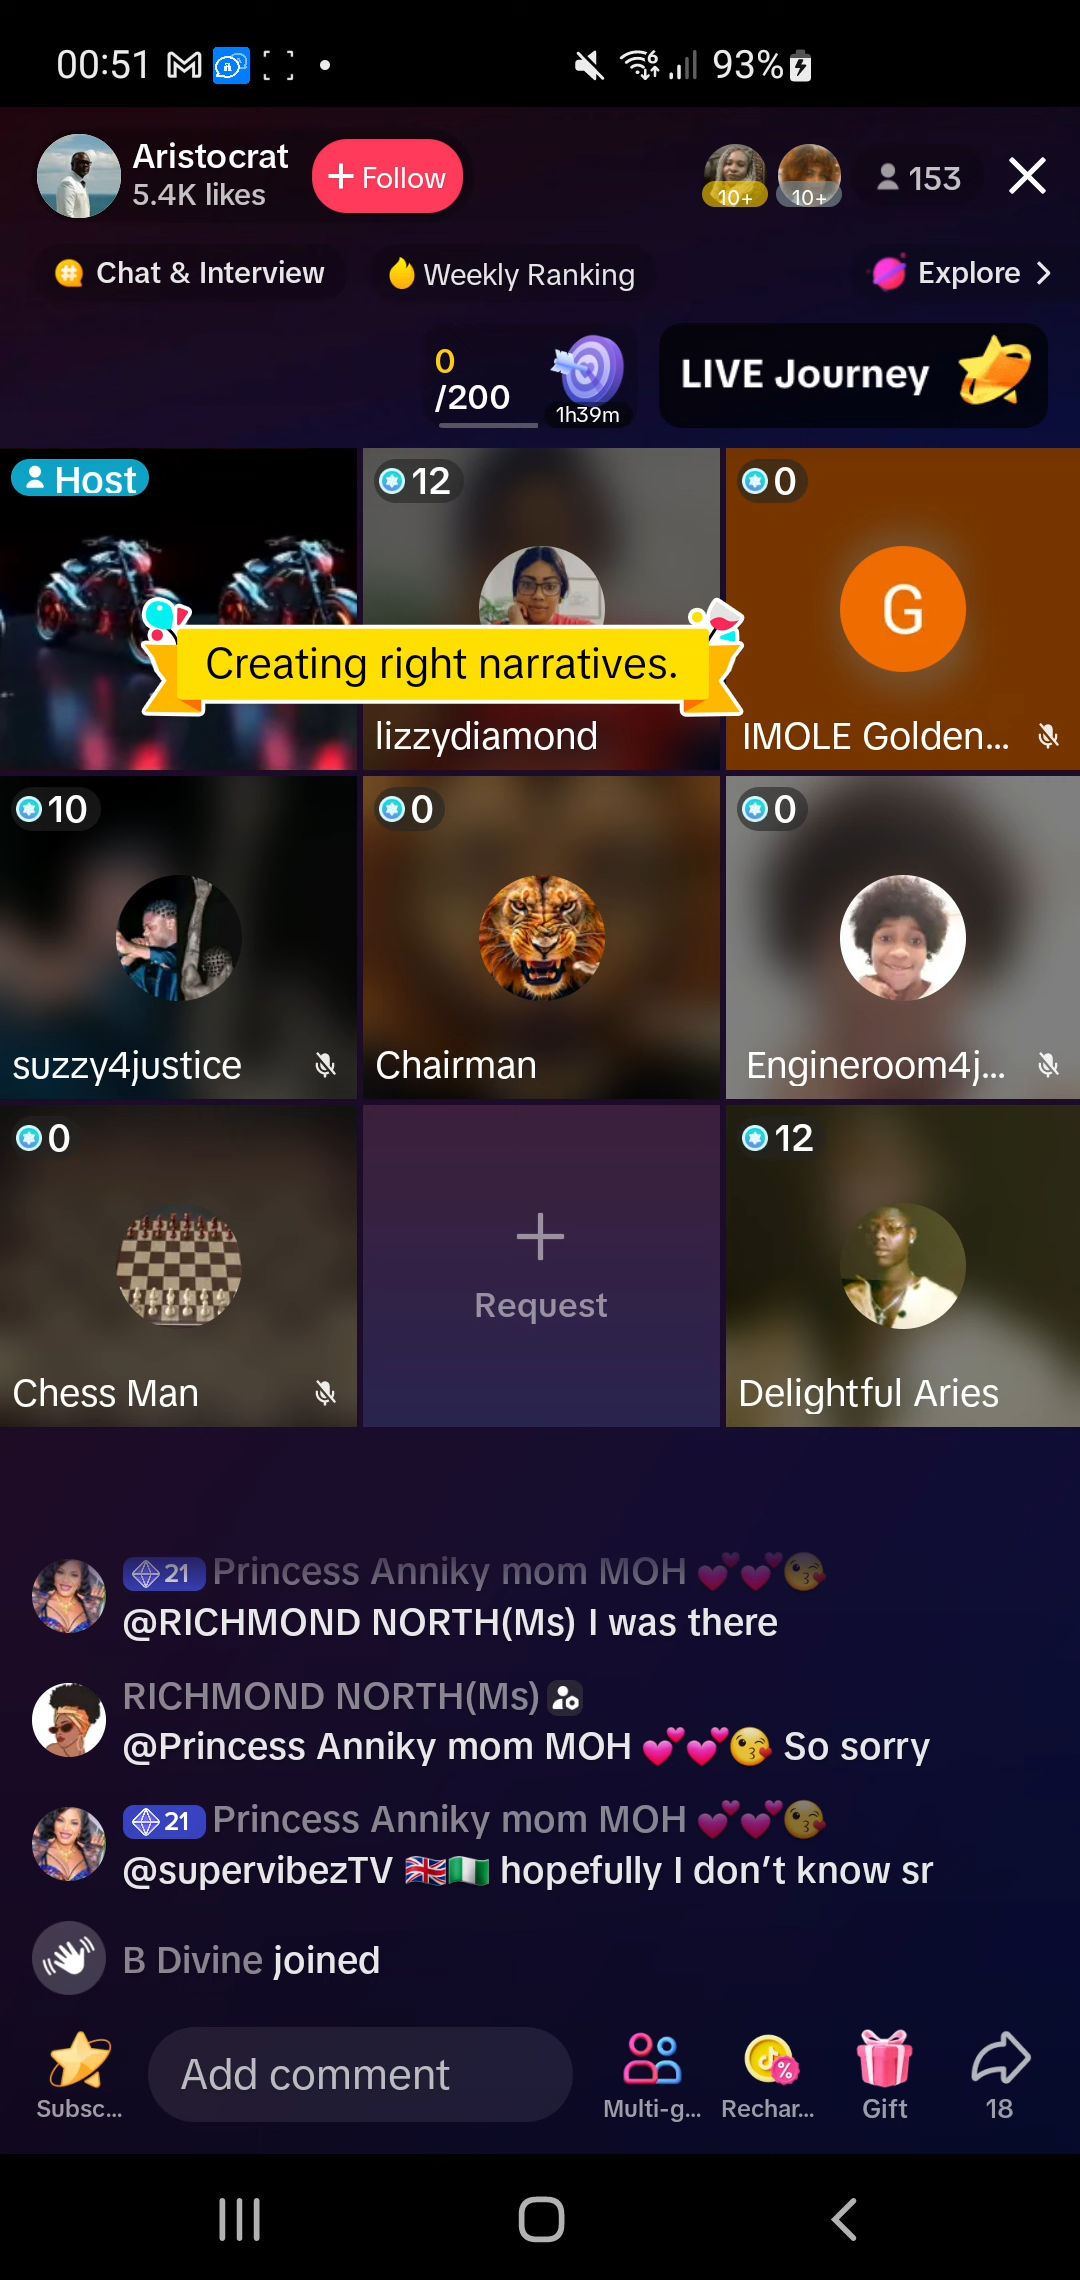 00:51 93%
Aristocrat
5.4K likes
+ Follow
10+ 10+ 153
Chat & Interview Weekly Ranking Explore >
0
/200
1h39m
LIVE Journey
Host 12 0
G
Creating right narratives.
lizzydiamond IMOLE Golden...
10 0 0
suzzy4justice Chairman Engineroom4j...
0 12
Request
Chess Man Delightful Aries
21 Princess Anniky mom MOH 💕💕😘
@RICHMOND NORTH(Ms) I was there
RICHMOND NORTH(Ms)
@Princess Anniky mom MOH 💕💕😘 So sorry
21 Princess Anniky mom MOH 💕💕😘
@supervibezTV 🇬🇧🇳🇬 hopefully I don’t know sr
B Divine joined
Add comment
Subsc... Multi-g... Rechar... Gift 18